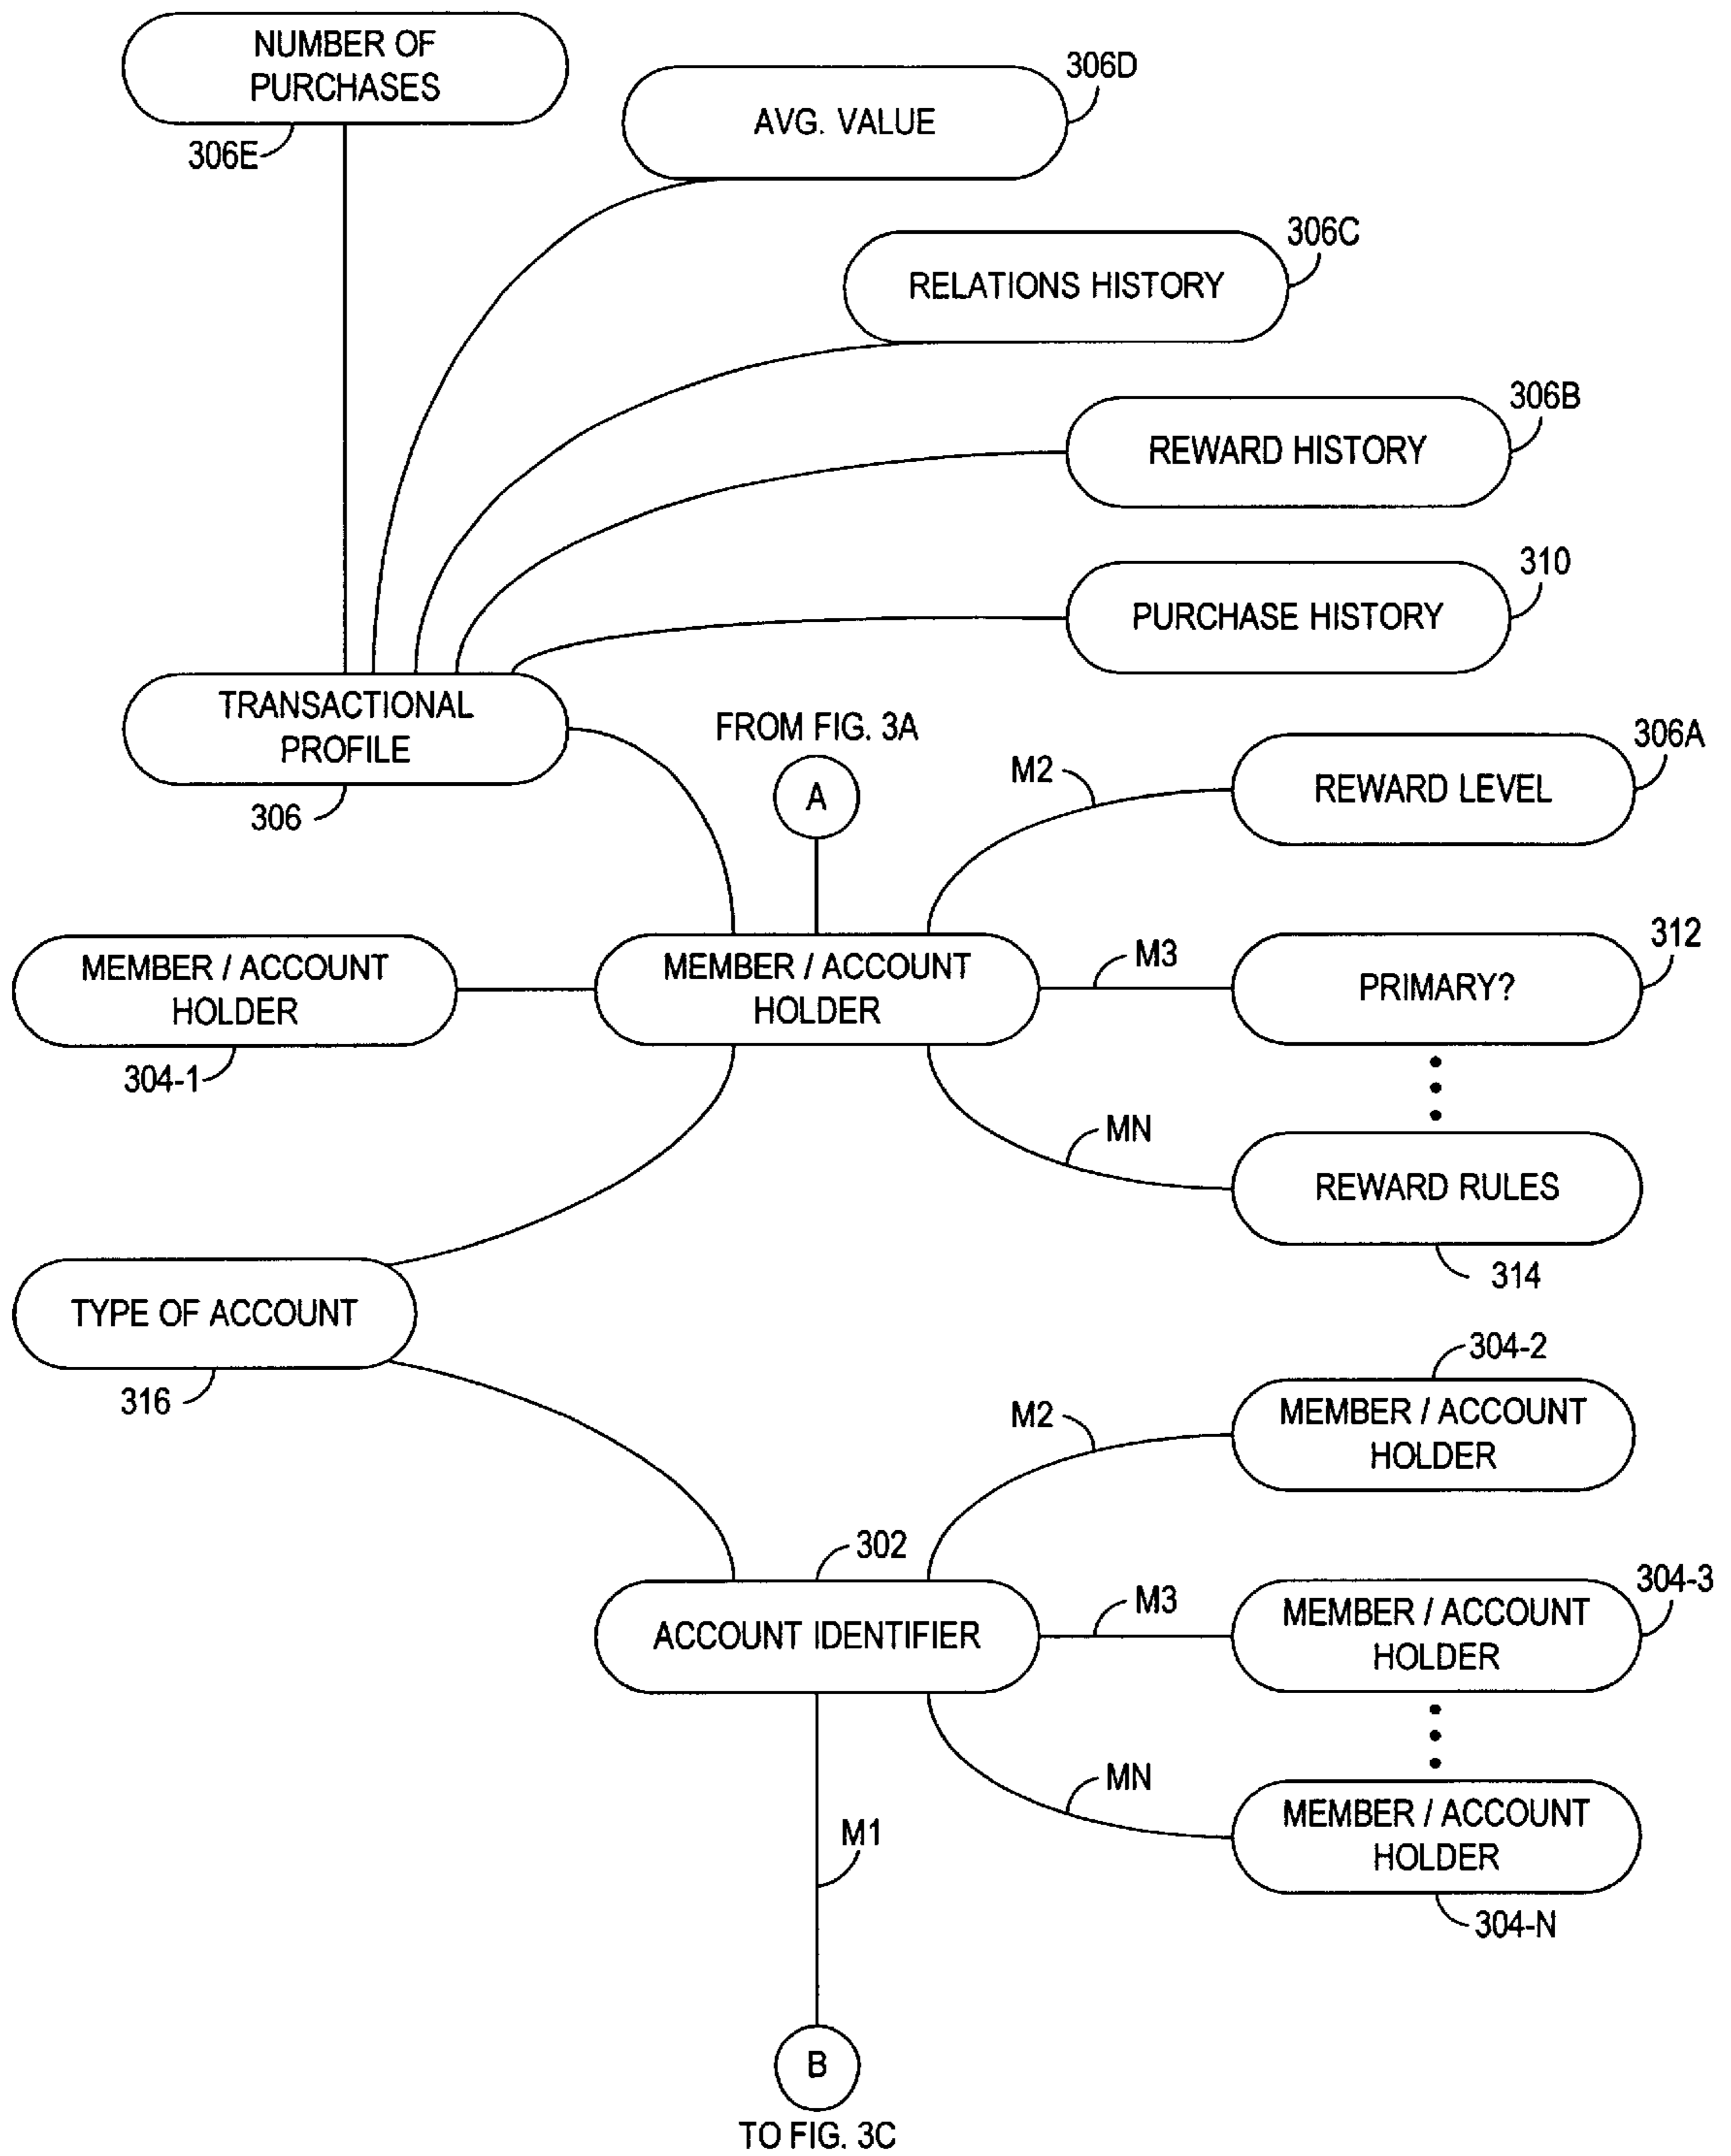 NUMBER OF
PURCHASES
306E
AVG. VALUE
306D
RELATIONS HISTORY
306C
REWARD HISTORY
306B
PURCHASE HISTORY
310
TRANSACTIONAL
PROFILE
306
FROM FIG. 3A
A
M2
REWARD LEVEL
306A
MEMBER / ACCOUNT
HOLDER
304-1
MEMBER / ACCOUNT
HOLDER
M3
PRIMARY?
312
MN
REWARD RULES
314
TYPE OF ACCOUNT
316
M2
304-2
MEMBER / ACCOUNT
HOLDER
302
ACCOUNT IDENTIFIER
M3
304-3
MEMBER / ACCOUNT
HOLDER
MN
MEMBER / ACCOUNT
HOLDER
304-N
M1
B
TO FIG. 3C